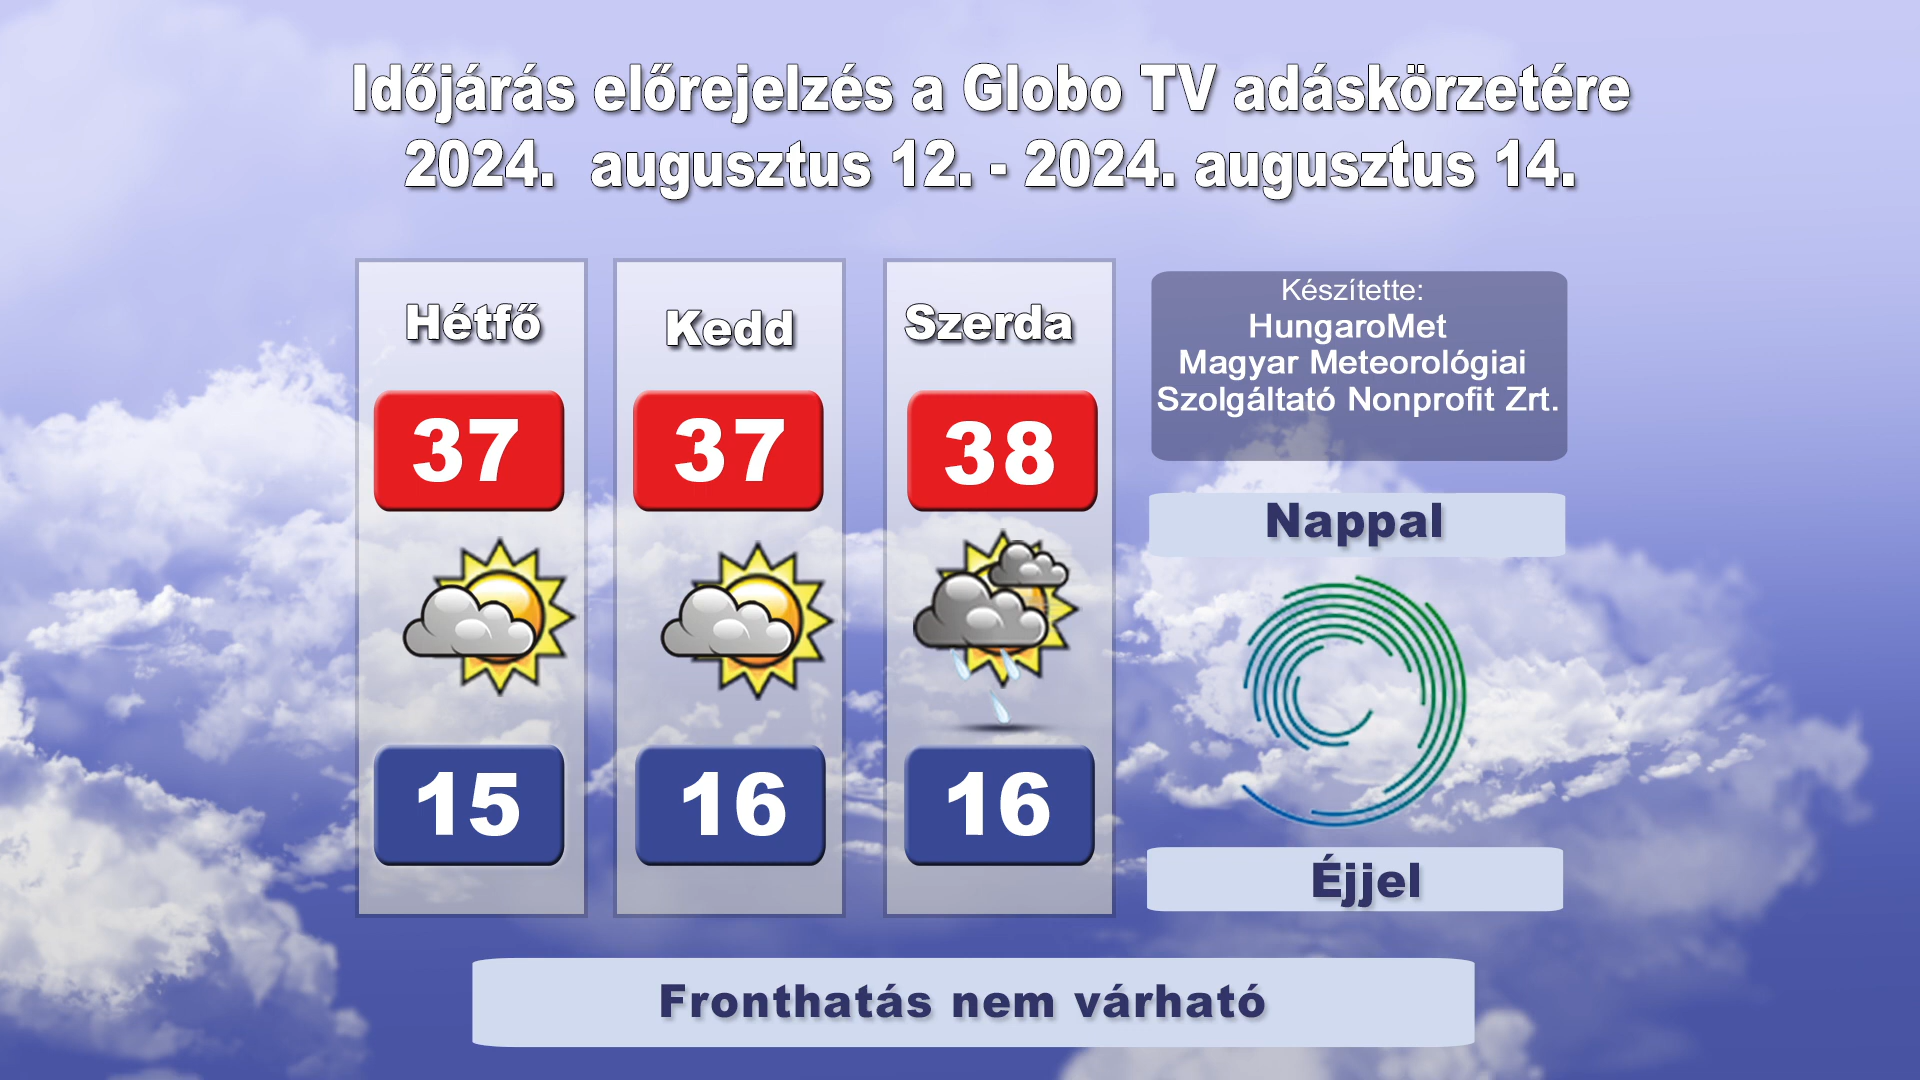 Időjárás előrejelzés a Globo TV adáskörzetére
2024. augusztus 12. - 2024. augusztus 14.
Hétfő
Kedd
Szerda
37
37
38
15
16
16
Készítette:
HungaroMet
Magyar Meteorológiai
Szolgáltató Nonprofit Zrt.
Nappal
Éjjel
Fronthatás nem várható